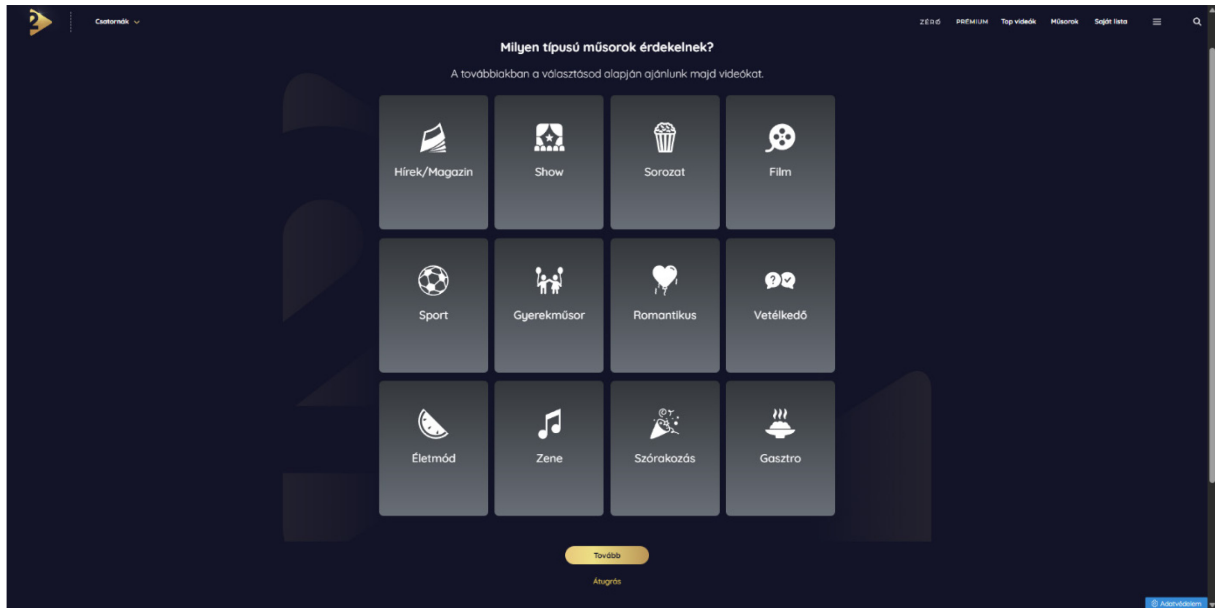 2
Csatornák
ZÉRÓ PRÉMIUM Top videók Műsorok Saját lista
Milyen típusú műsorok érdekelnek?
A továbbiakban a választásod alapján ajánlunk majd videókat.
Hírek/Magazin Show Sorozat Film
Sport Gyerekműsor Romantikus Vetélkedő
Életmód Zene Szórakozás Gasztro
Tovább
Átugrás
Adatvédelem